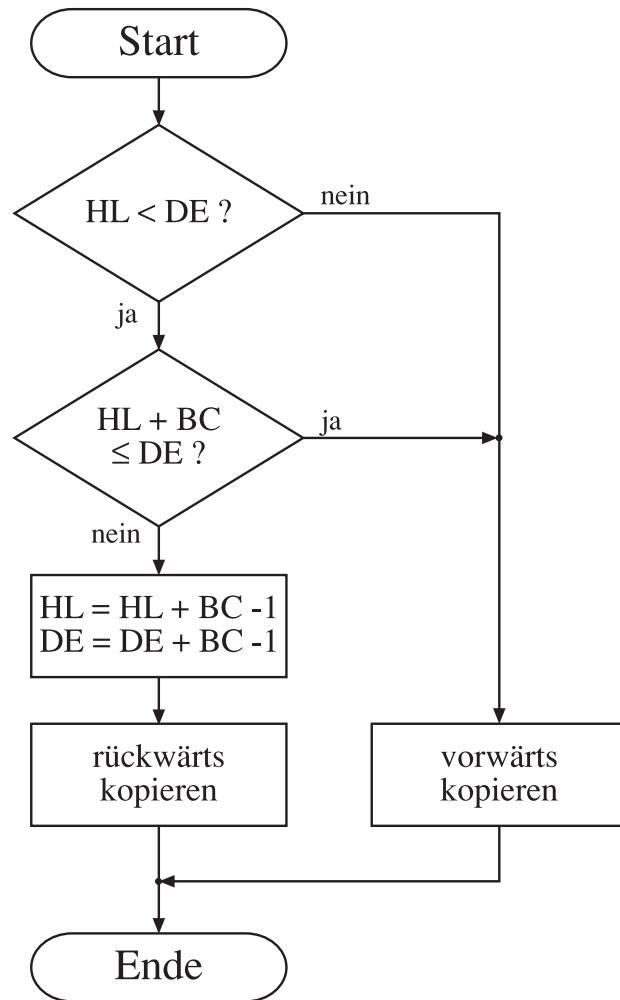 Start
HL < DE ?
nein
ja
HL + BC
≤ DE ?
ja
nein
HL = HL + BC -1
DE = DE + BC -1
rückwärts
kopieren
vorwärts
kopieren
Ende